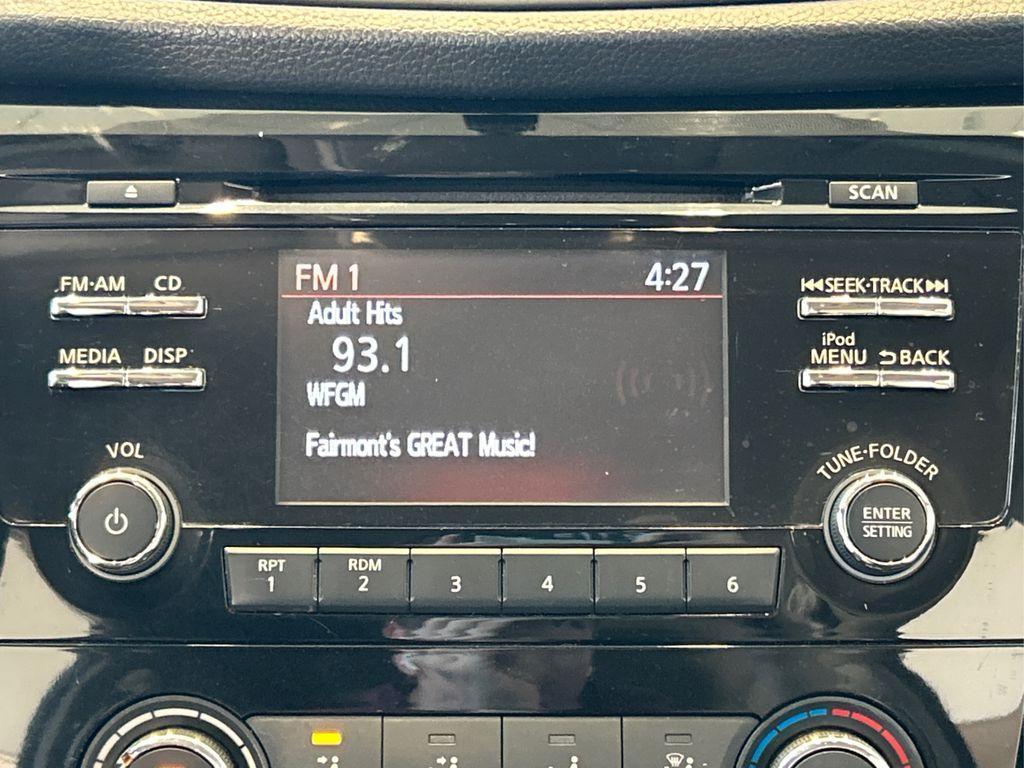 SCAN
FM·AM CD
MEDIA DISP
VOL
FM 1 4:27
Adult Hits
93.1
WFGM
Fairmont's GREAT Music!
SEEK·TRACK
iPod
MENU BACK
TUNE·FOLDER
ENTER
SETTING
RPT RDM
1 2 3 4 5 6